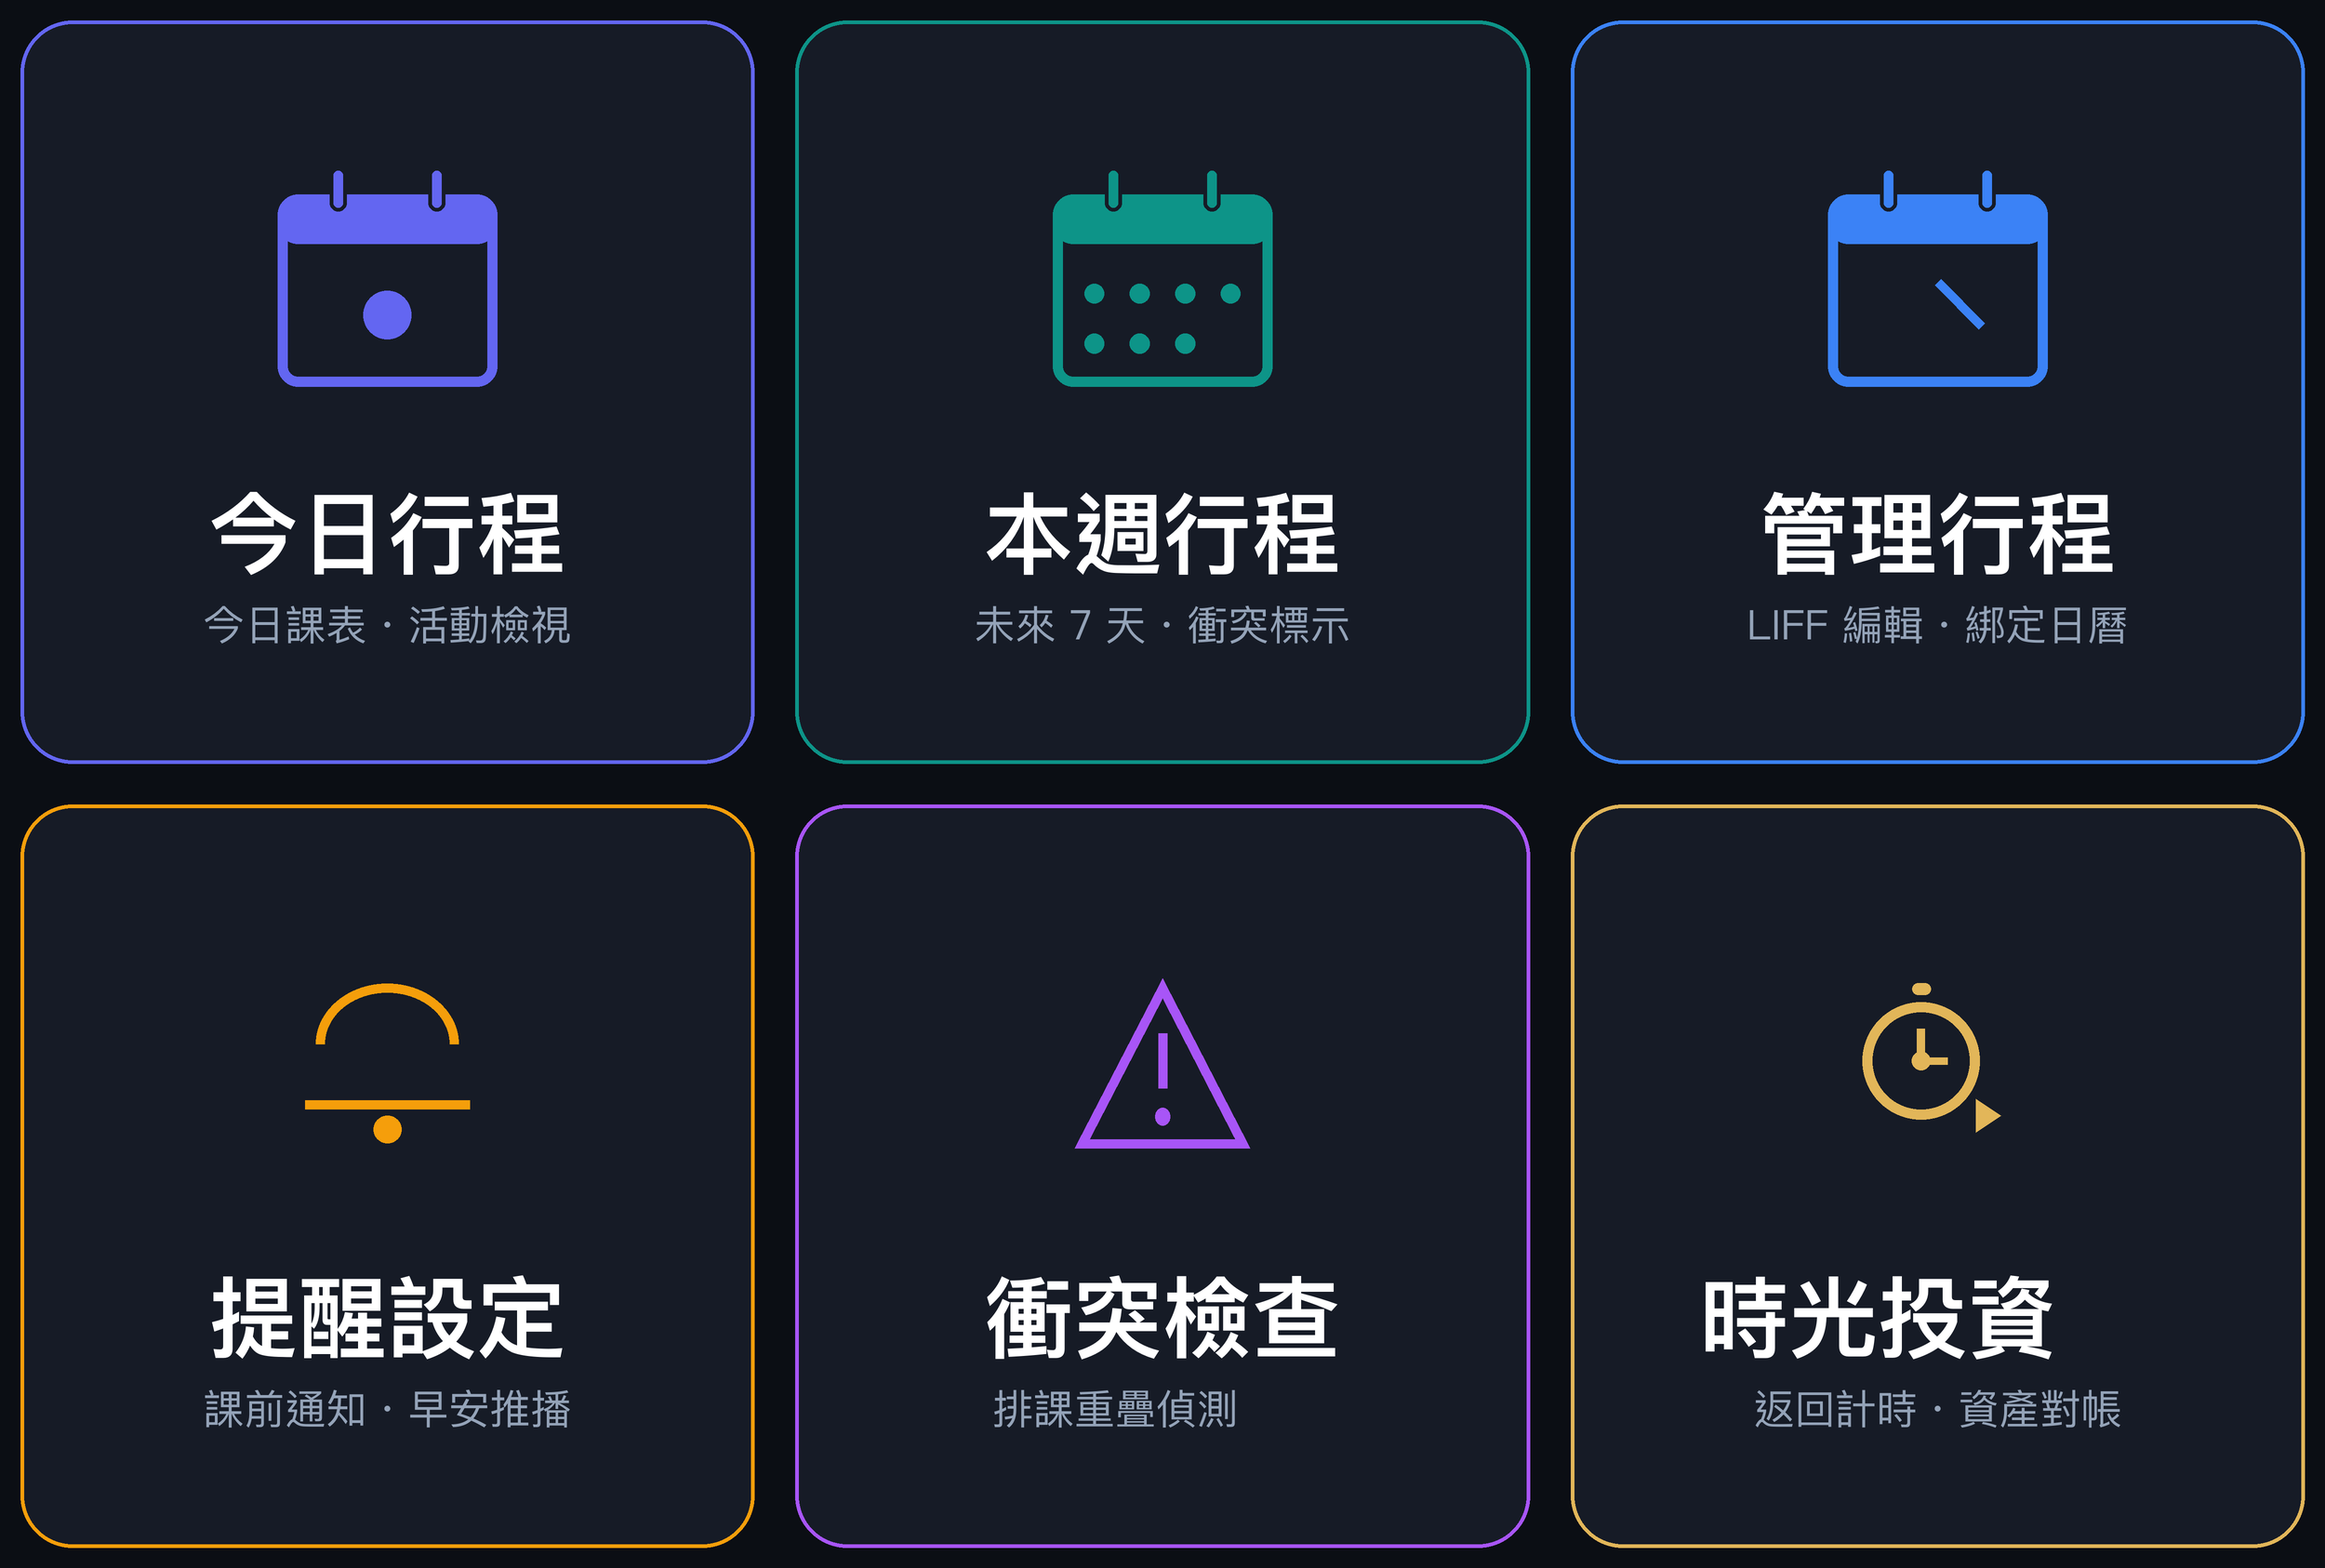 今日行程
今日課表 · 活動檢視
本週行程
未來 7 天 · 衝突標示
管理行程
LIFF 編輯 · 綁定日曆
提醒設定
課前通知 · 早安推播
衝突檢查
排課重疊偵測
時光投資
返回計時 · 資產對帳